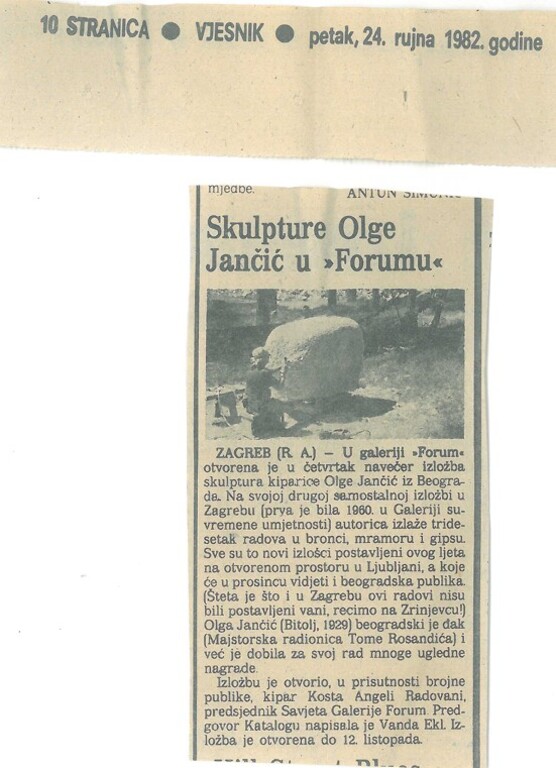 10 STRANICA ● VJESNIK ● petak, 24. rujna 1982. godine
mjedbe.
ANTUN
Skulpture Olge
Jančić u »Forumu«
ZAGREB (R. A.) — U galeriji »Forum«
otvorena je u četvrtak navečer izložba
skulptura kiparice Olge Jančić iz Beogra-
da. Na svojoj drugoj samostalnoj izložbi u
Zagrebu (prva je bila 1960. u Galeriji su-
vremene umjetnosti) autorica izlaže tride-
setak radova u bronci, mramoru i gipsu.
Sve su to novi izlošci postavljeni ovog ljeta
na otvorenom prostoru u Ljubljani, a koje
će u prosincu vidjeti i beogradska publika.
(Šteta je što i u Zagrebu ovi radovi nisu
bili postavljeni vani, recimo na Zrinjevcu!)
Olga Jančić (Bitolj, 1929) beogradski je đak
(Majstorska radionica Tome Rosandića) i
već je dobila za svoj rad mnoge ugledne
nagrade.
Izložbu je otvorio, u prisutnosti brojne
publike, kipar Kosta Angeli Radovani,
predsjednik Savjeta Galerije Forum. Pred-
govor Katalogu napisala je Vanda Ekl. Iz-
ložba je otvorena do 12. listopada.